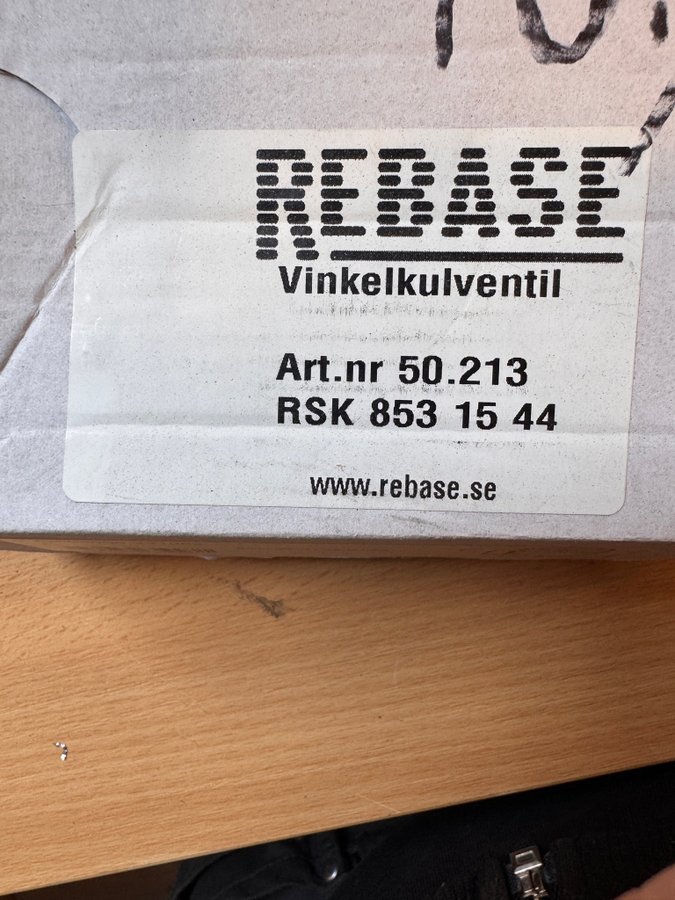 REBASE
Vinkelkulventil
Art.nr 50.213
RSK 853 15 44
www.rebase.se